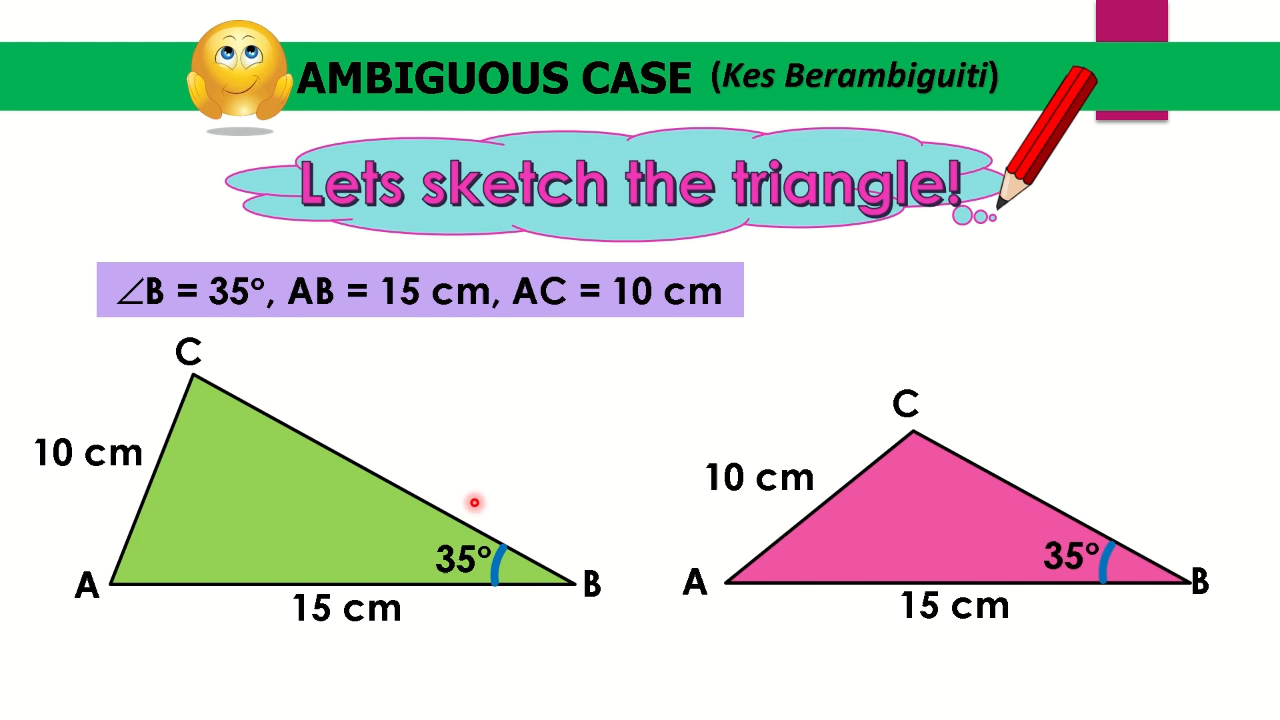 AMBIGUOUS CASE (Kes Berambiguiti)
Lets sketch the triangle!
∠B = 35°, AB = 15 cm, AC = 10 cm
C
10 cm
35°
A
B
15 cm
C
10 cm
35°
A
B
15 cm